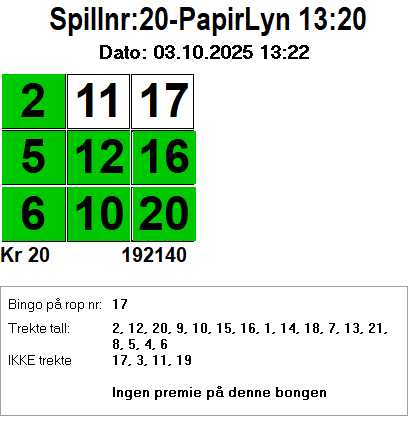 Spillnr:20-PapirLyn 13:20
Dato: 03.10.2025 13:22
2 11 17
5 12 16
6 10 20
Kr 20 192140
Bingo på rop nr: 17
Trekte tall: 2, 12, 20, 9, 10, 15, 16, 1, 14, 18, 7, 13, 21,
8, 5, 4, 6
IKKE trekte 17, 3, 11, 19
Ingen premie på denne bongen